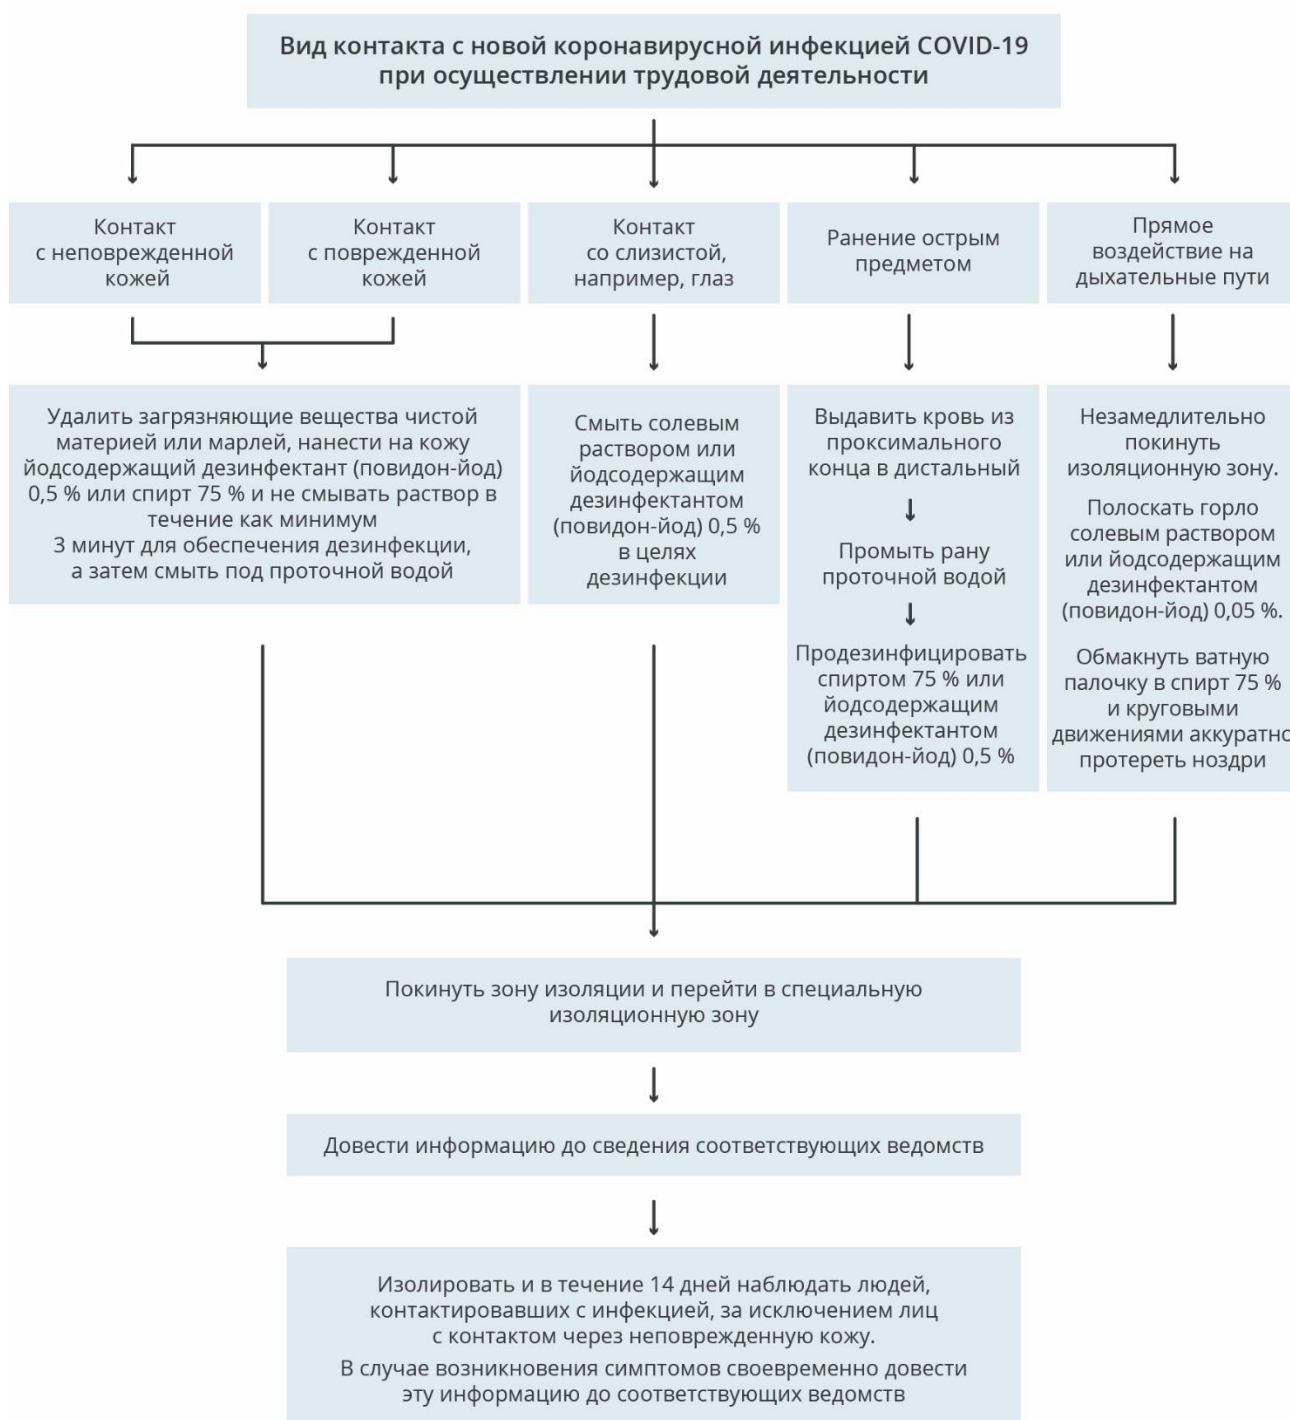 Вид контакта с новой коронавирусной инфекцией COVID-19
при осуществлении трудовой деятельности
Контакт
с неповрежденной
кожей
Контакт
с поврежденной
кожей
Контакт
со слизистой,
например, глаз
Ранение острым
предметом
Прямое
воздействие на
дыхательные пути
Удалить загрязняющие вещества чистой
материей или марлей, нанести на кожу
йодсодержащий дезинфектант (повидон-йод)
0,5 % или спирт 75 % и не смывать раствор в
течение как минимум
3 минут для обеспечения дезинфекции,
а затем смыть под проточной водой
Смыть солевым
раствором или
йодсодержащим
дезинфектантом
(повидон-йод) 0,5 %
в целях
дезинфекции
Выдавить кровь из
проксимального
конца в дистальный
Промыть рану
проточной водой
Продезинфицировать
спиртом 75 % или
йодсодержащим
дезинфектантом
(повидон-йод) 0,5 %
Незамедлительно
покинуть
изоляционную зону.
Полоскать горло
солевым раствором
или йодсодержащим
дезинфектантом
(повидон-йод) 0,05 %.
Обмакнуть ватную
палочку в спирт 75 %
и круговыми
движениями аккуратно
протереть ноздри
Покинуть зону изоляции и перейти в специальную
изоляционную зону
Довести информацию до сведения соответствующих ведомств
Изолировать и в течение 14 дней наблюдать людей,
контактировавших с инфекцией, за исключением лиц
с контактом через неповрежденную кожу.
В случае возникновения симптомов своевременно довести
эту информацию до соответствующих ведомств